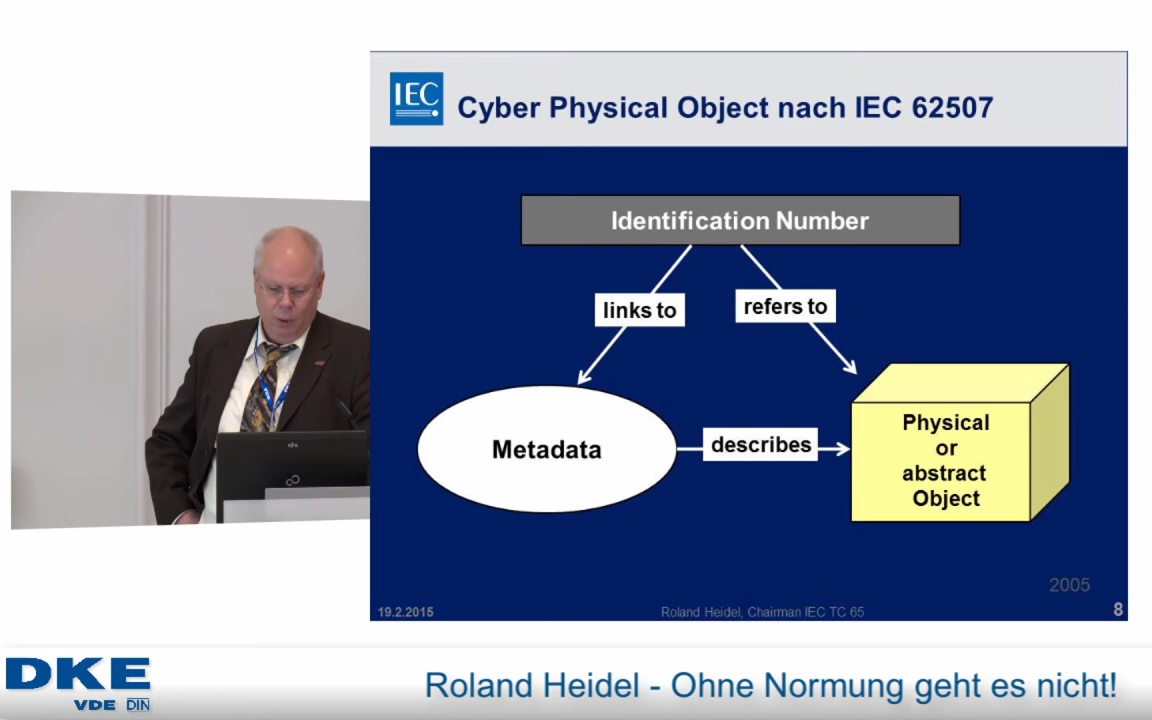 IEC
Cyber Physical Object nach IEC 62507
Identification Number
links to
refers to
Metadata
describes
Physical
or
abstract
Object
2005
19.2.2015
Roland Heidel, Chairman IEC TC 65
8
DKE
VDE DIN
Roland Heidel - Ohne Normung geht es nicht!